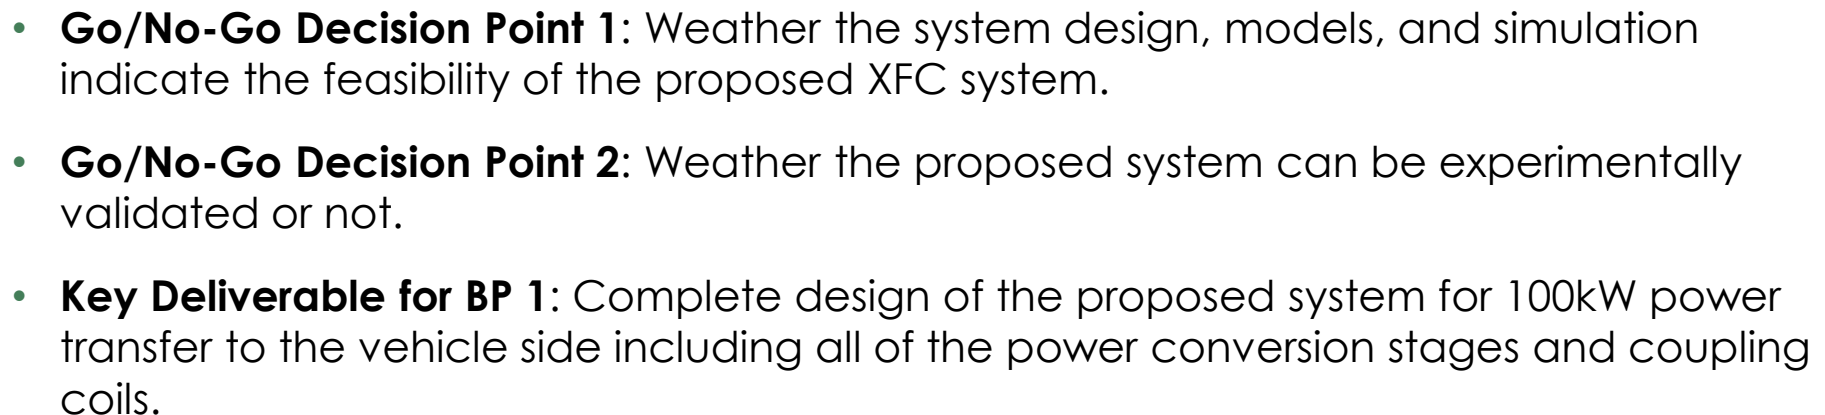 • Go/No-Go Decision Point 1: Weather the system design, models, and simulation
indicate the feasibility of the proposed XFC system.
• Go/No-Go Decision Point 2: Weather the proposed system can be experimentally
validated or not.
• Key Deliverable for BP 1: Complete design of the proposed system for 100kW power
transfer to the vehicle side including all of the power conversion stages and coupling
coils.